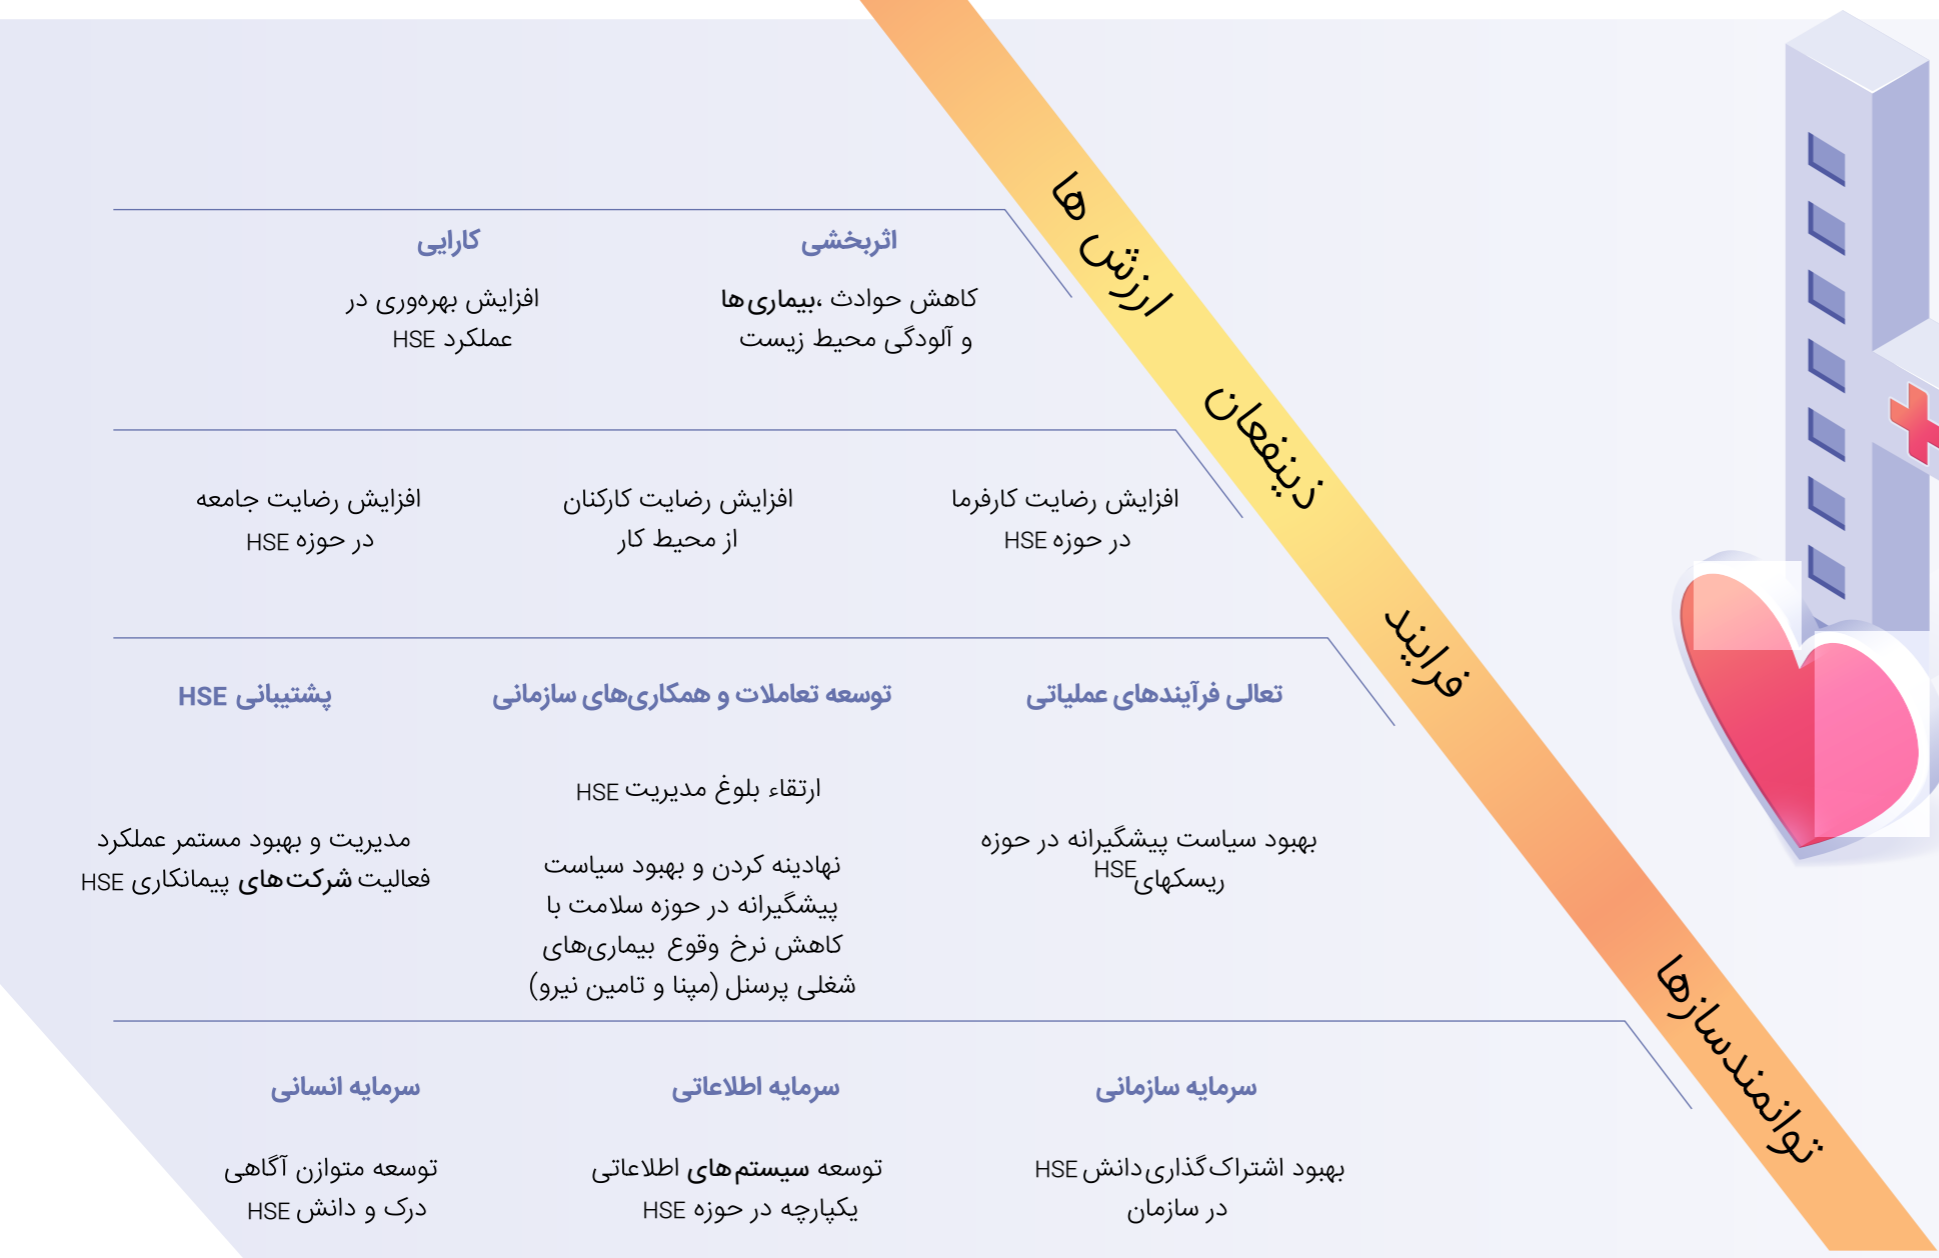 ارزش ها
اثربخشی
کاهش حوادث ،بیماری‌ها
و آلودگی محیط زیست
کارایی
افزایش بهره‌وری در
عملکرد HSE
ذینفعان
افزایش رضایت کارفرما
در حوزه HSE
افزایش رضایت کارکنان
از محیط کار
افزایش رضایت جامعه
در حوزه HSE
فرایند
تعالی فرآیندهای عملیاتی
بهبود سیاست پیشگیرانه در حوزه
ریسکهای HSE
توسعه تعاملات و همکاری‌های سازمانی
ارتقاء بلوغ مدیریت HSE
نهادینه کردن و بهبود سیاست
پیشگیرانه در حوزه سلامت با
کاهش نرخ وقوع بیماری‌های
شغلی پرسنل (مپنا و تامین نیرو)
پشتیبانی HSE
مدیریت و بهبود مستمر عملکرد
فعالیت شرکت‌های پیمانکاری HSE
توانمندسازها
سرمایه سازمانی
بهبود اشتراک‌گذاری دانش HSE
در سازمان
سرمایه اطلاعاتی
توسعه سیستم‌های اطلاعاتی
یکپارچه در حوزه HSE
سرمایه انسانی
توسعه متوازن آگاهی
درک و دانش HSE